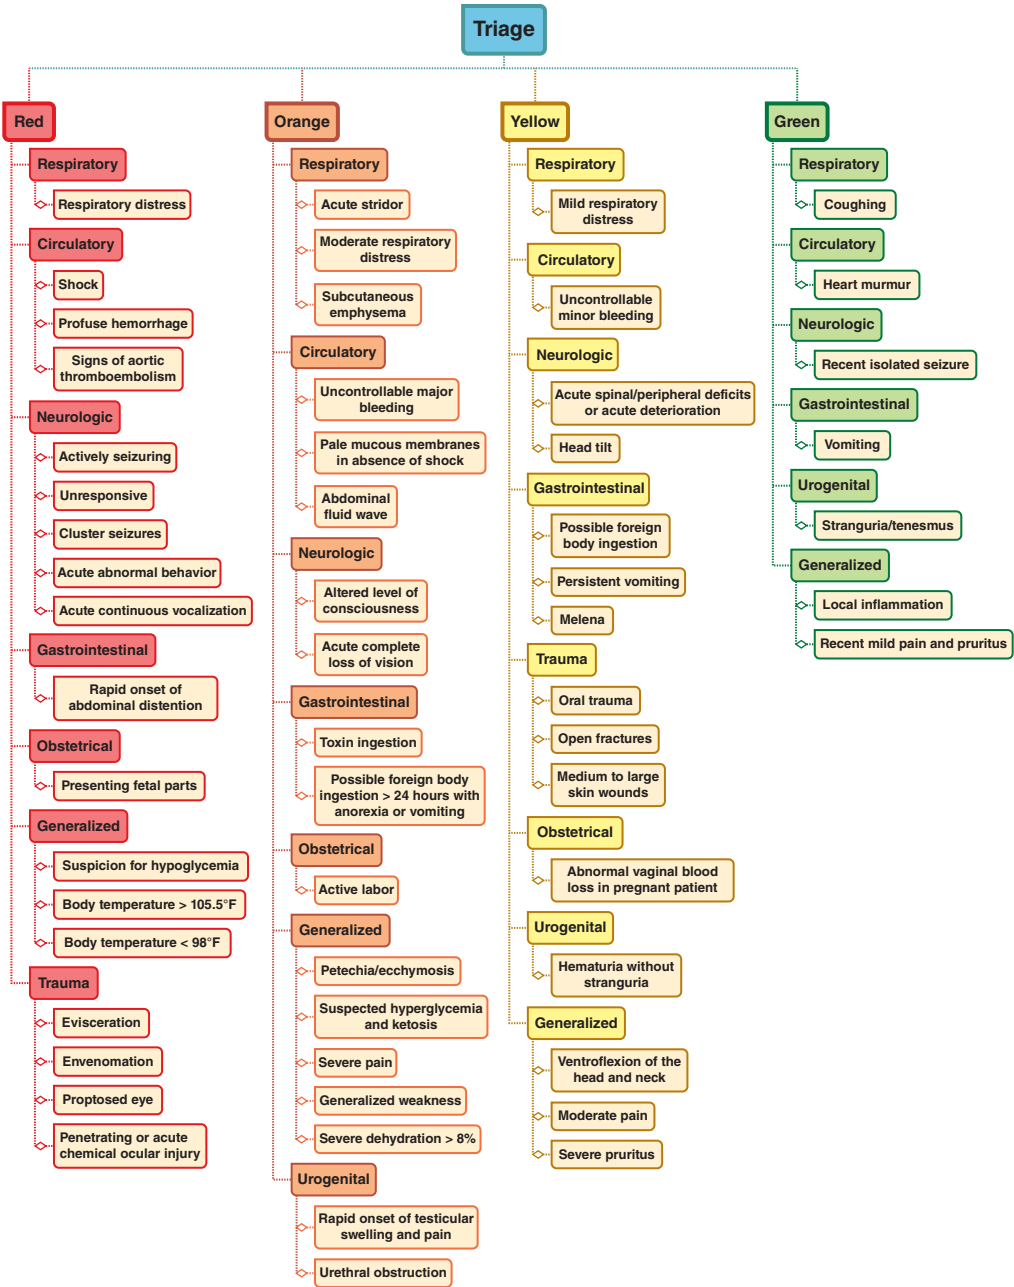 Triage
Red
Respiratory
Respiratory distress
Circulatory
Shock
Profuse hemorrhage
Signs of aortic
thromboembolism
Neurologic
Actively seizuring
Unresponsive
Cluster seizures
Acute abnormal behavior
Acute continuous vocalization
Gastrointestinal
Rapid onset of
abdominal distention
Obstetrical
Presenting fetal parts
Generalized
Suspicion for hypoglycemia
Body temperature > 105.5°F
Body temperature < 98°F
Trauma
Evisceration
Envenomation
Proptosed eye
Penetrating or acute
chemical ocular injury
Orange
Respiratory
Acute stridor
Moderate respiratory
distress
Subcutaneous
emphysema
Circulatory
Uncontrollable major
bleeding
Pale mucous membranes
in absence of shock
Abdominal
fluid wave
Neurologic
Altered level of
consciousness
Acute complete
loss of vision
Gastrointestinal
Toxin ingestion
Possible foreign body
ingestion > 24 hours with
anorexia or vomiting
Obstetrical
Active labor
Generalized
Petechia/ecchymosis
Suspected hyperglycemia
and ketosis
Severe pain
Generalized weakness
Severe dehydration > 8%
Urogenital
Rapid onset of testicular
swelling and pain
Urethral obstruction
Yellow
Respiratory
Mild respiratory
distress
Circulatory
Uncontrollable
minor bleeding
Neurologic
Acute spinal/peripheral deficits
or acute deterioration
Head tilt
Gastrointestinal
Possible foreign
body ingestion
Persistent vomiting
Melena
Trauma
Oral trauma
Open fractures
Medium to large
skin wounds
Obstetrical
Abnormal vaginal blood
loss in pregnant patient
Urogenital
Hematuria without
stranguria
Generalized
Ventroflexion of the
head and neck
Moderate pain
Severe pruritus
Green
Respiratory
Coughing
Circulatory
Heart murmur
Neurologic
Recent isolated seizure
Gastrointestinal
Vomiting
Urogenital
Stranguria/tenesmus
Generalized
Local inflammation
Recent mild pain and pruritus